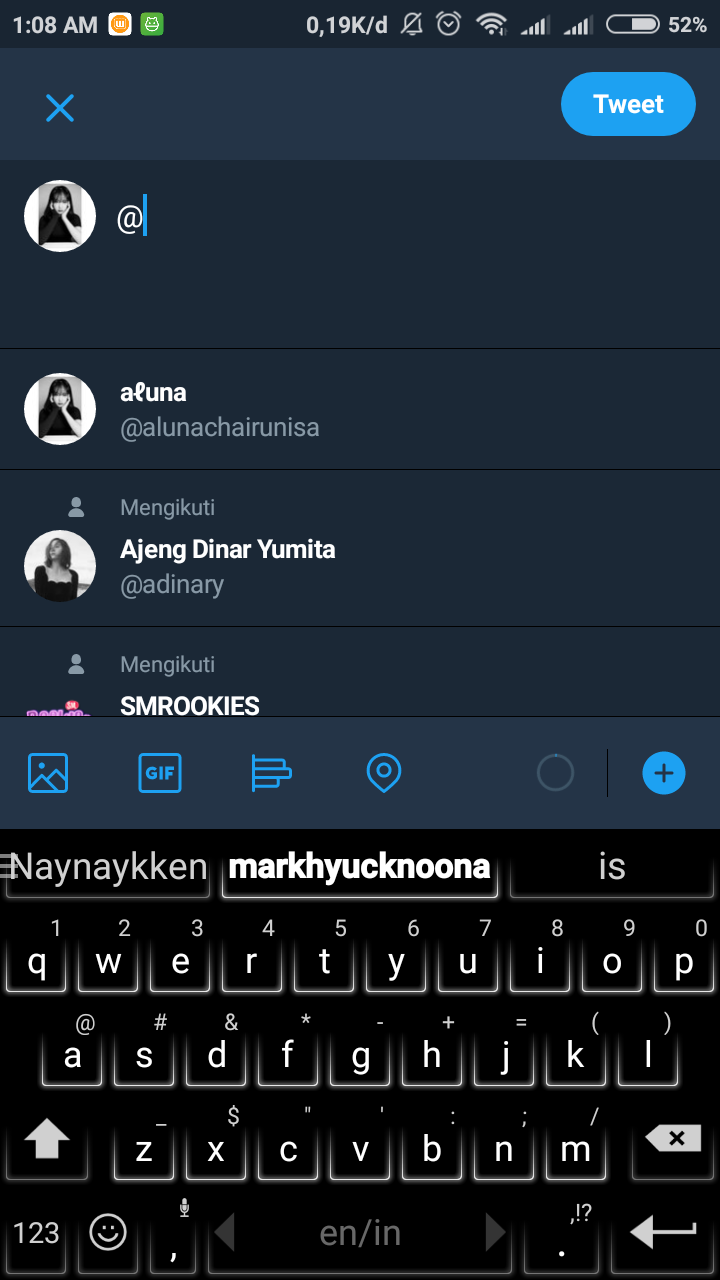 1:08 AM 0,19K/d 52%
Tweet
@
aƚuna
@alunachairunisa
Mengikuti
Ajeng Dinar Yumita
@adinary
Mengikuti
SMROOKIES
GIF
Naynaykken markhyucknoona is
1 2 3 4 5 6 7 8 9 0
q w e r t y u i o p
@ # & * - + = ( )
a s d f g h j k l
_ $ " ' : ; /
z x c v b n m
123 , en/in ,!? .